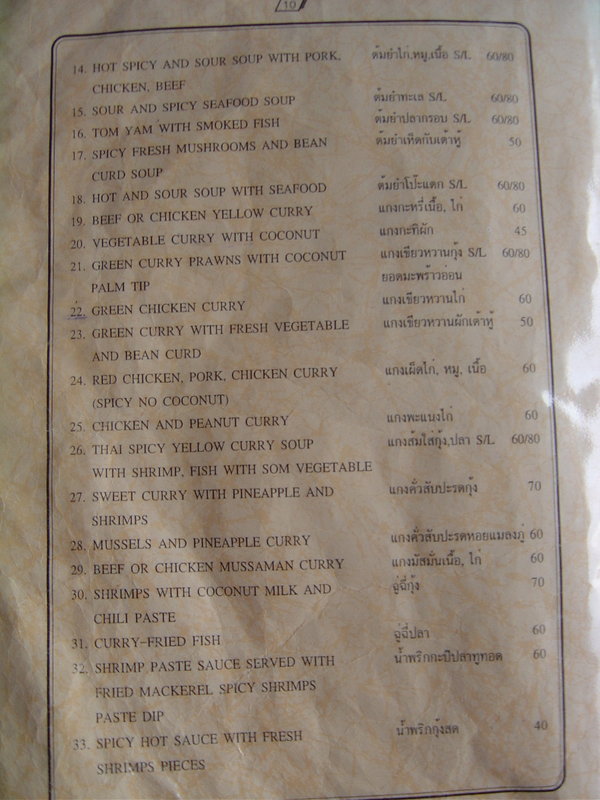 10
14. HOT SPICY AND SOUR SOUP WITH PORK, ต้มยำไก่,หมู,เนื้อ S/L 60/80
CHICKEN, BEEF
15. SOUR AND SPICY SEAFOOD SOUP ต้มยำทะเล S/L 60/80
16. TOM YAM WITH SMOKED FISH ต้มยำปลากรอบ S/L 60/80
17. SPICY FRESH MUSHROOMS AND BEAN ต้มยำเห็ดกับเต้าหู้ 50
CURD SOUP
18. HOT AND SOUR SOUP WITH SEAFOOD ต้มยำโป๊ะแตก S/L 60/80
19. BEEF OR CHICKEN YELLOW CURRY แกงกะหรี่เนื้อ, ไก่ 60
20. VEGETABLE CURRY WITH COCONUT แกงกะทิผัก 45
21. GREEN CURRY PRAWNS WITH COCONUT แกงเขียวหวานกุ้ง S/L 60/80
PALM TIP ยอดมะพร้าวอ่อน
22. GREEN CHICKEN CURRY แกงเขียวหวานไก่ 60
23. GREEN CURRY WITH FRESH VEGETABLE แกงเขียวหวานผักเต้าหู้ 50
AND BEAN CURD
24. RED CHICKEN, PORK, CHICKEN CURRY แกงเผ็ดไก่, หมู, เนื้อ 60
(SPICY NO COCONUT)
25. CHICKEN AND PEANUT CURRY แกงพะแนงไก่ 60
26. THAI SPICY YELLOW CURRY SOUP แกงส้มใส่กุ้ง,ปลา S/L 60/80
WITH SHRIMP, FISH WITH SOM VEGETABLE
27. SWEET CURRY WITH PINEAPPLE AND แกงคั่วสับปะรดกุ้ง 70
SHRIMPS
28. MUSSELS AND PINEAPPLE CURRY แกงคั่วสับปะรดหอยแมลงภู่ 60
29. BEEF OR CHICKEN MUSSAMAN CURRY แกงมัสมั่นเนื้อ, ไก่ 60
30. SHRIMPS WITH COCONUT MILK AND ฉู่ฉี่กุ้ง 70
CHILI PASTE
31. CURRY-FRIED FISH ฉู่ฉี่ปลา 60
32. SHRIMP PASTE SAUCE SERVED WITH น้ำพริกกะปิปลาทูทอด 60
FRIED MACKEREL SPICY SHRIMPS
PASTE DIP
33. SPICY HOT SAUCE WITH FRESH น้ำพริกกุ้งสด 40
SHRIMPS PIECES